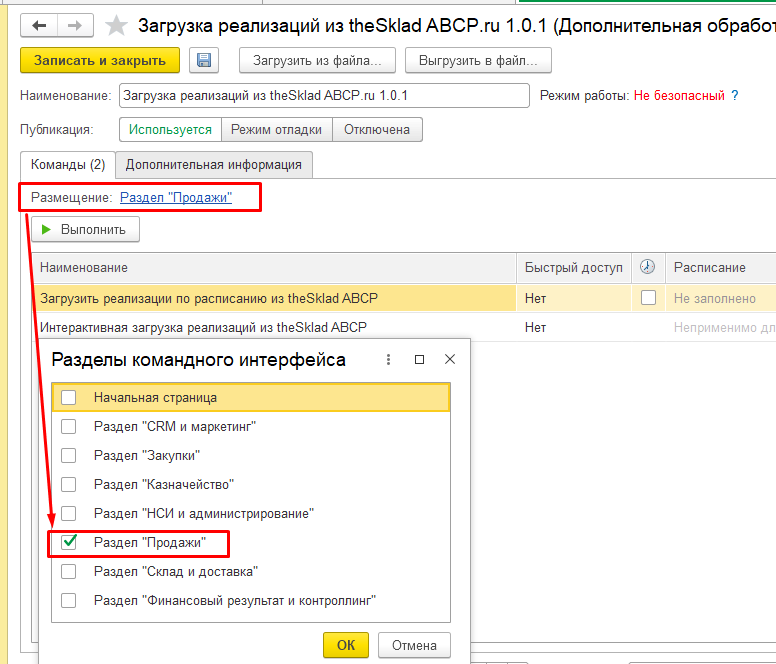 Загрузка реализаций из theSklad ABCP.ru 1.0.1 (Дополнительная обработ
Записать и закрыть Загрузить из файла... Выгрузить в файл...
Наименование: Загрузка реализаций из theSklad ABCP.ru 1.0.1 Режим работы: Не безопасный ?
Публикация: Используется Режим отладки Отключена
Команды (2) Дополнительная информация
Размещение: Раздел "Продажи"
Выполнить
Наименование Быстрый доступ Расписание
Загрузить реализации по расписанию из theSklad ABCP Нет Не заполнено
Интерактивная загрузка реализаций из theSklad ABCP Нет Неприменимо дл
Разделы командного интерфейса
Начальная страница
Раздел "CRM и маркетинг"
Раздел "Закупки"
Раздел "Казначейство"
Раздел "НСИ и администрирование"
Раздел "Продажи"
Раздел "Склад и доставка"
Раздел "Финансовый результат и контроллинг"
ОК Отмена